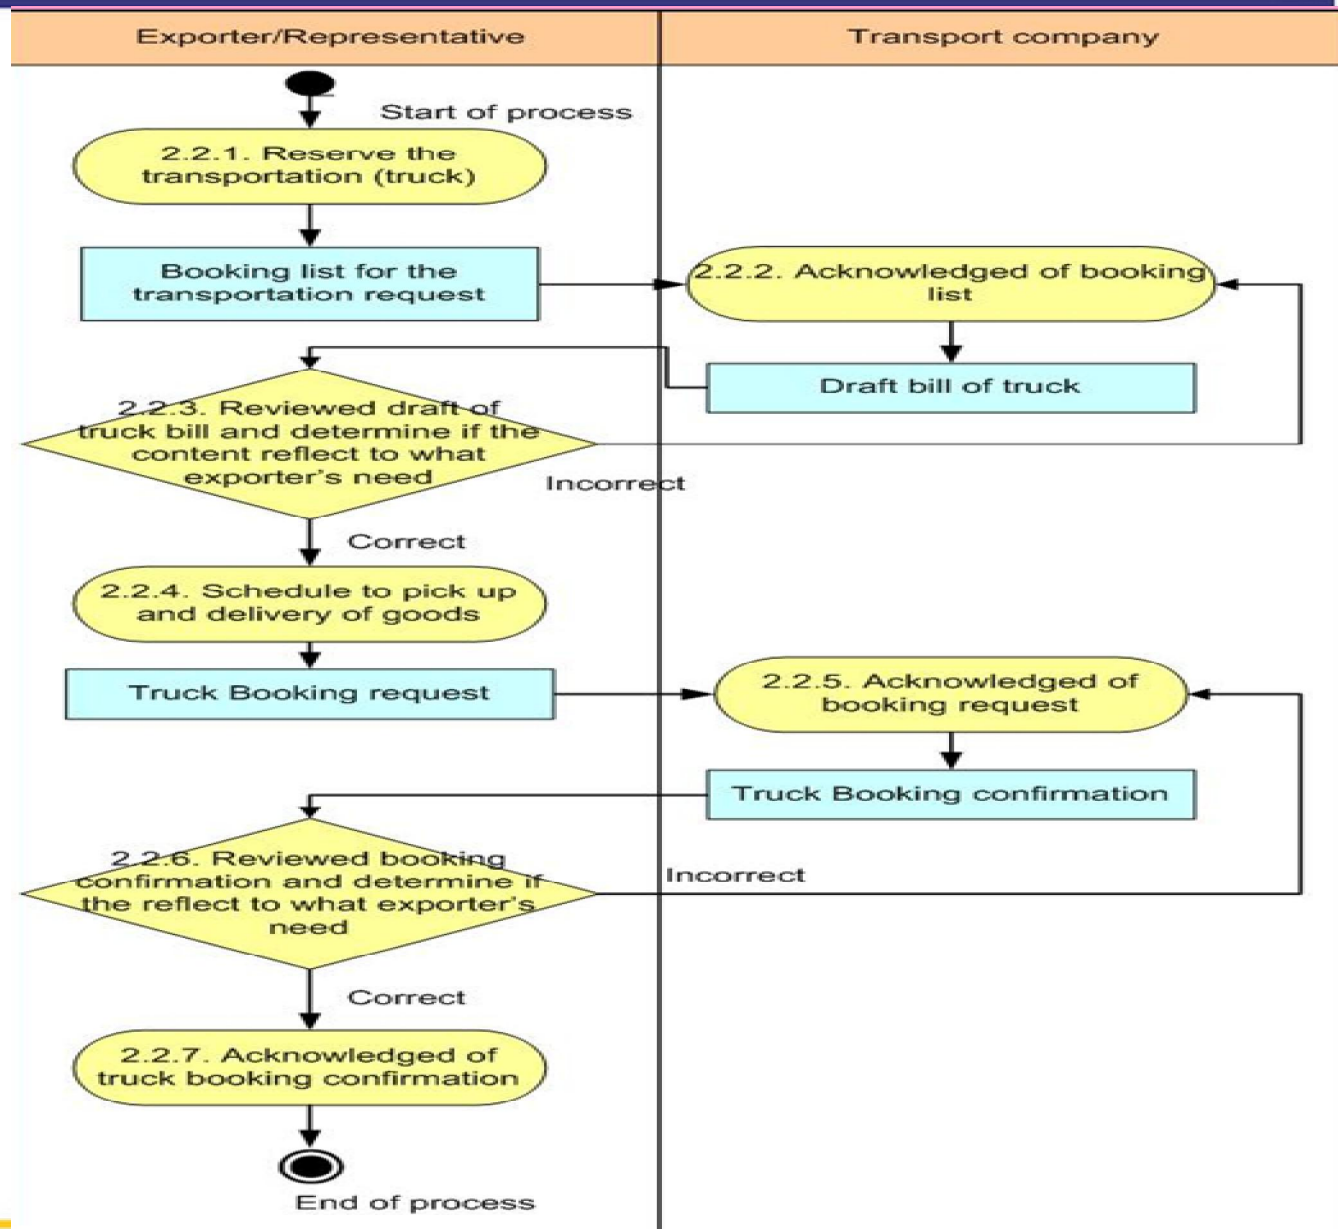 Exporter/Representative
Transport company
Start of process
2.2.1. Reserve the
transportation (truck)
Booking list for the
transportation request
2.2.2. Acknowledged of booking
list
Draft bill of truck
2.2.3. Reviewed draft of
truck bill and determine if the
content reflect to what
exporter's need
Incorrect
Correct
2.2.4. Schedule to pick up
and delivery of goods
Truck Booking request
2.2.5. Acknowledged of
booking request
Truck Booking confirmation
2.2.6. Reviewed booking
confirmation and determine if
the reflect to what exporter's
need
Incorrect
Correct
2.2.7. Acknowledged of
truck booking confirmation
End of process